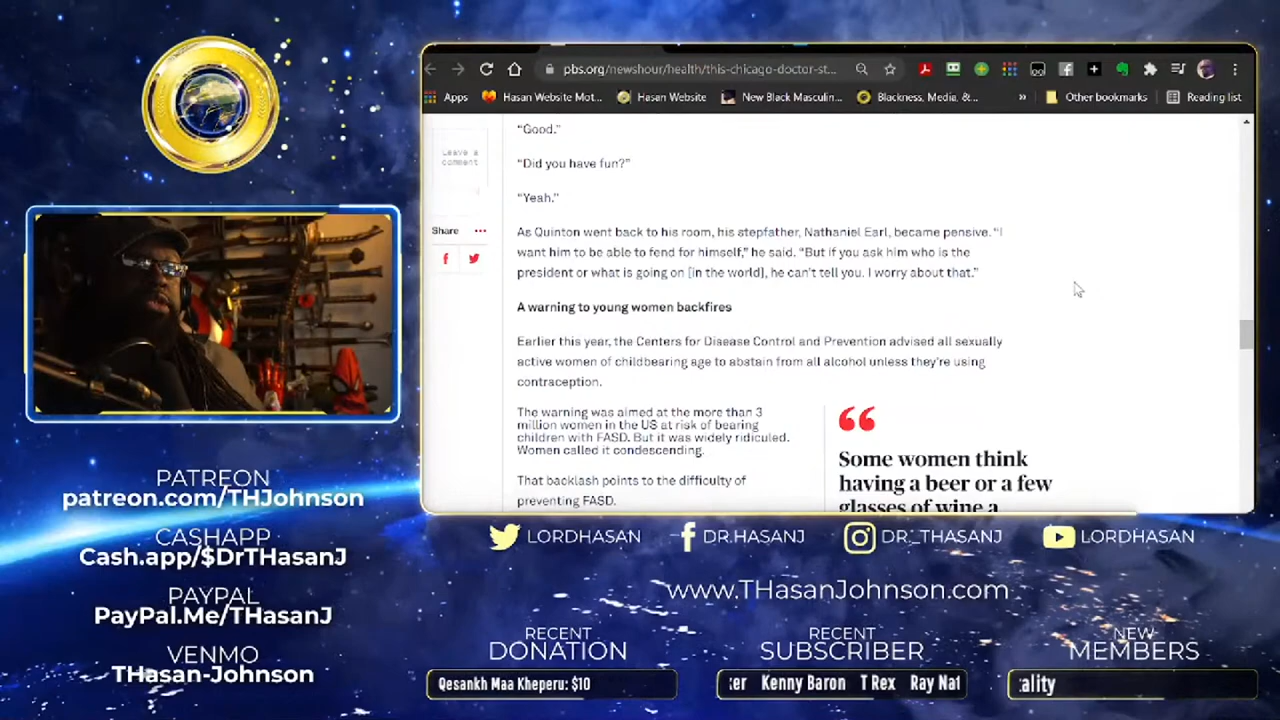 pbs.org/newshour/health/this-chicago-doctor-st...
Apps Hasan Website Mot... Hasan Website New Black Masculin... Blackness, Media, &... » Other bookmarks Reading list
Leave a
comment
Share
“Good.”
“Did you have fun?”
“Yeah.”
As Quinton went back to his room, his stepfather, Nathaniel Earl, became pensive. “I
want him to be able to fend for himself,” he said. “But if you ask him who is the
president or what is going on [in the world], he can’t tell you. I worry about that.”
A warning to young women backfires
Earlier this year, the Centers for Disease Control and Prevention advised all sexually
active women of childbearing age to abstain from all alcohol unless they’re using
contraception.
The warning was aimed at the more than 3
million women in the US at risk of bearing
children with FASD. But it was widely ridiculed.
Women called it condescending.
That backlash points to the difficulty of
preventing FASD.
“
Some women think
having a beer or a few
glasses of wine a
PATREON
patreon.com/THJohnson
CASHAPP
Cash.app/$DrTHasanJ
PAYPAL
PayPal.Me/THasanJ
VENMO
THasan-Johnson
LORDHASAN DR.HASANJ DR._THASANJ LORDHASAN
www.THasanJohnson.com
RECENT
DONATION
Qesankh Maa Kheperu: $10
RECENT
SUBSCRIBER
:er Kenny Baron T Rex Ray Nat
NEW
MEMBERS
:ality